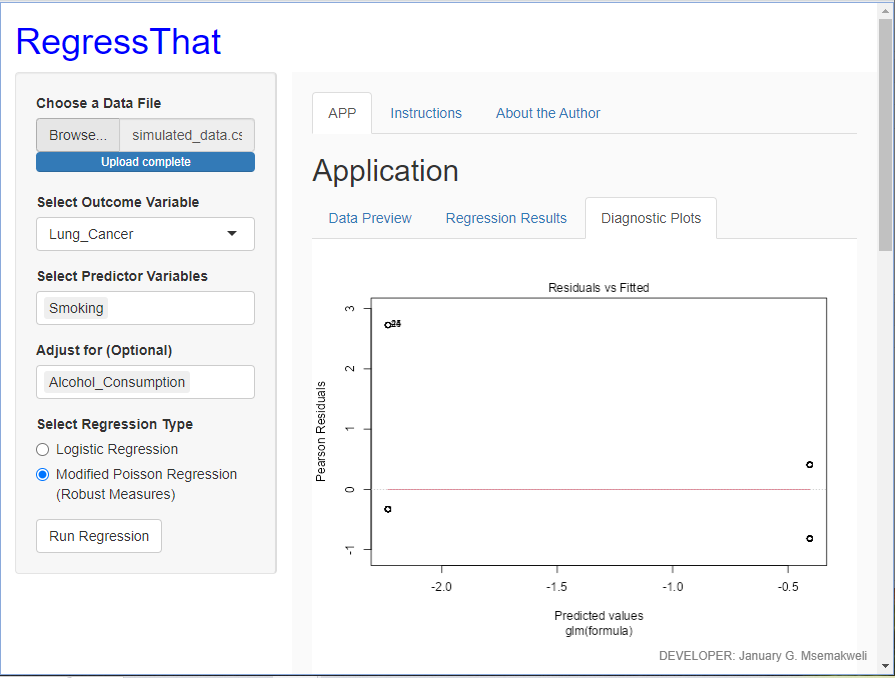 RegressThat
Choose a Data File
Browse... simulated_data.cs
Upload complete
Select Outcome Variable
Lung_Cancer
Select Predictor Variables
Smoking
Adjust for (Optional)
Alcohol_Consumption
Select Regression Type
Logistic Regression
Modified Poisson Regression
(Robust Measures)
Run Regression
APP Instructions About the Author
Application
Data Preview Regression Results Diagnostic Plots
Residuals vs Fitted
Pearson Residuals
3
2
1
0
-1
-2.0 -1.5 -1.0 -0.5
Predicted values
glm(formula)
DEVELOPER: January G. Msemakweli